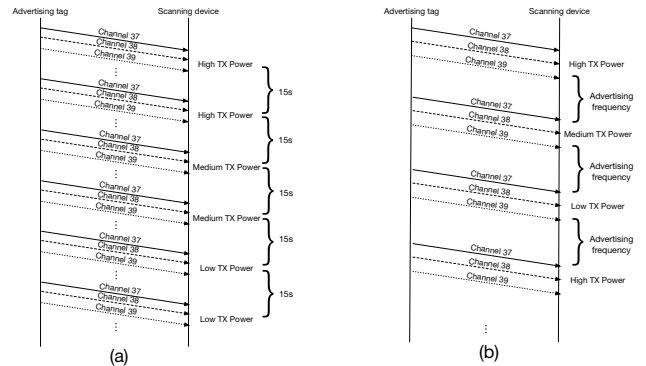 Advertising tag
Scanning device
Channel 37
Channel 38
Channel 39
High TX Power
15s
Channel 37
Channel 38
Channel 39
High TX Power
15s
Channel 37
Channel 38
Channel 39
Medium TX Power
15s
Channel 37
Channel 38
Channel 39
Medium TX Power
15s
Channel 37
Channel 38
Channel 39
Low TX Power
15s
Channel 37
Channel 38
Channel 39
Low TX Power
(a)
Advertising tag
Scanning device
Channel 37
Channel 38
Channel 39
High TX Power
Advertising
frequency
Channel 37
Channel 38
Channel 39
Medium TX Power
Advertising
frequency
Channel 37
Channel 38
Channel 39
Low TX Power
Advertising
frequency
Channel 37
Channel 38
Channel 39
High TX Power
(b)